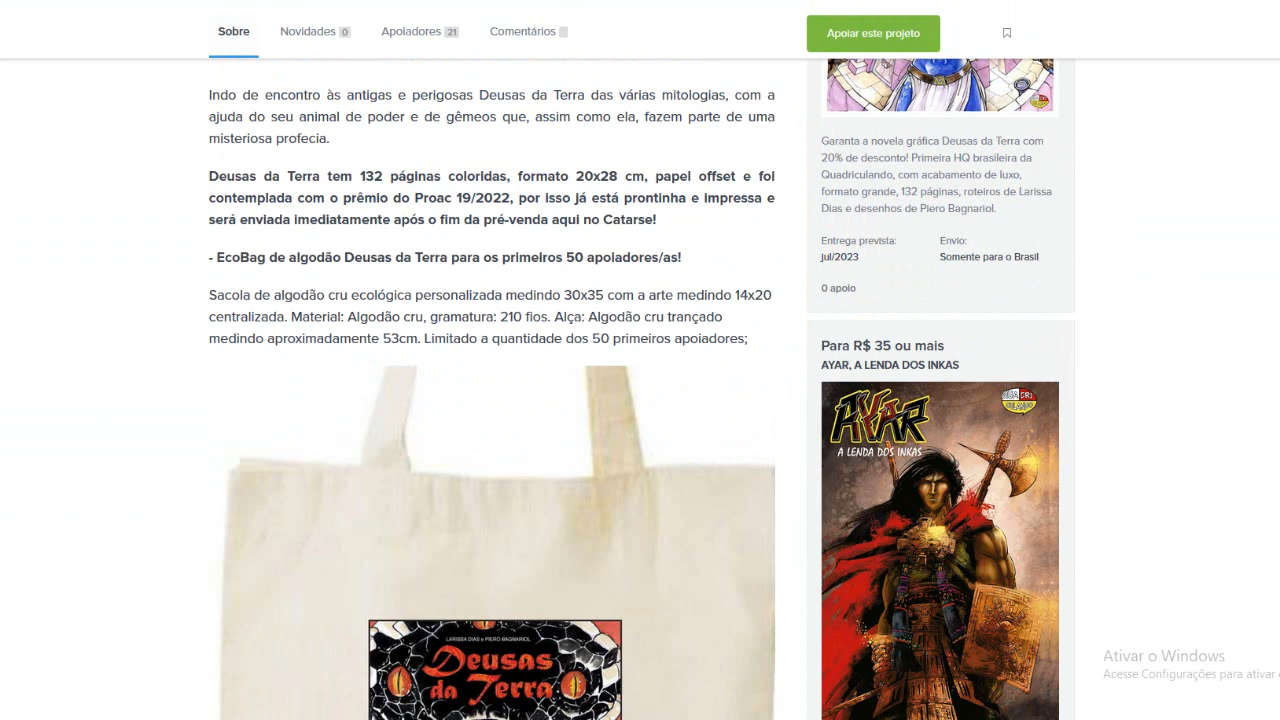 Sobre
Novidades 0
Apoiadores 21
Comentários
Apoiar este projeto
Indo de encontro às antigas e perigosas Deusas da Terra das várias mitologias, com a
ajuda do seu animal de poder e de gêmeos que, assim como ela, fazem parte de uma
misteriosa profecia.
Deusas da Terra tem 132 páginas coloridas, formato 20x28 cm, papel offset e foi
contemplada com o prêmio do Proac 19/2022, por isso já está prontinha e impressa e
será enviada imediatamente após o fim da pré-venda aqui no Catarse!
- EcoBag de algodão Deusas da Terra para os primeiros 50 apoiadores/as!
Sacola de algodão cru ecológica personalizada medindo 30x35 com a arte medindo 14x20
centralizada. Material: Algodão cru, gramatura: 210 fios. Alça: Algodão cru trançado
medindo aproximadamente 53cm. Limitado a quantidade dos 50 primeiros apoiadores;
LARISSA DIAS e PIERO BAGNARIOL
Deusas
da Terra
Garanta a novela gráfica Deusas da Terra com
20% de desconto! Primeira HQ brasileira da
Quadriculando, com acabamento de luxo,
formato grande, 132 páginas, roteiros de Larissa
Dias e desenhos de Piero Bagnariol.
Entrega prevista:
jul/2023
Envio:
Somente para o Brasil
0 apoio
Para R$ 35 ou mais
AYAR, A LENDA DOS INKAS
AYAR
A LENDA DOS INKAS
QUADRICULANDO
Ativar o Windows
Acesse Configurações para ativar